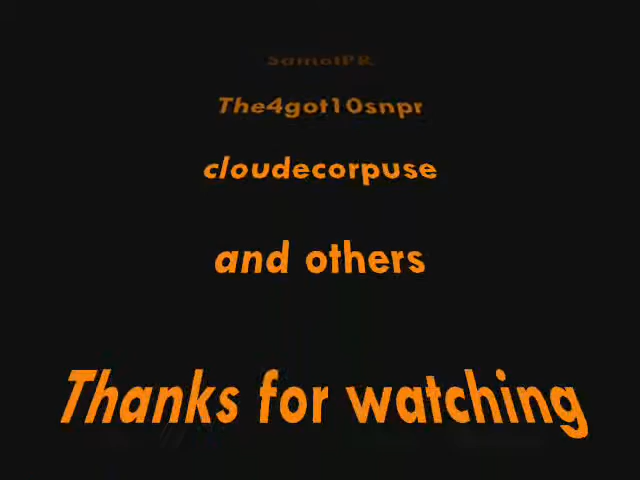 The4got10snpr
cloudecorpuse
and others
Thanks for watching